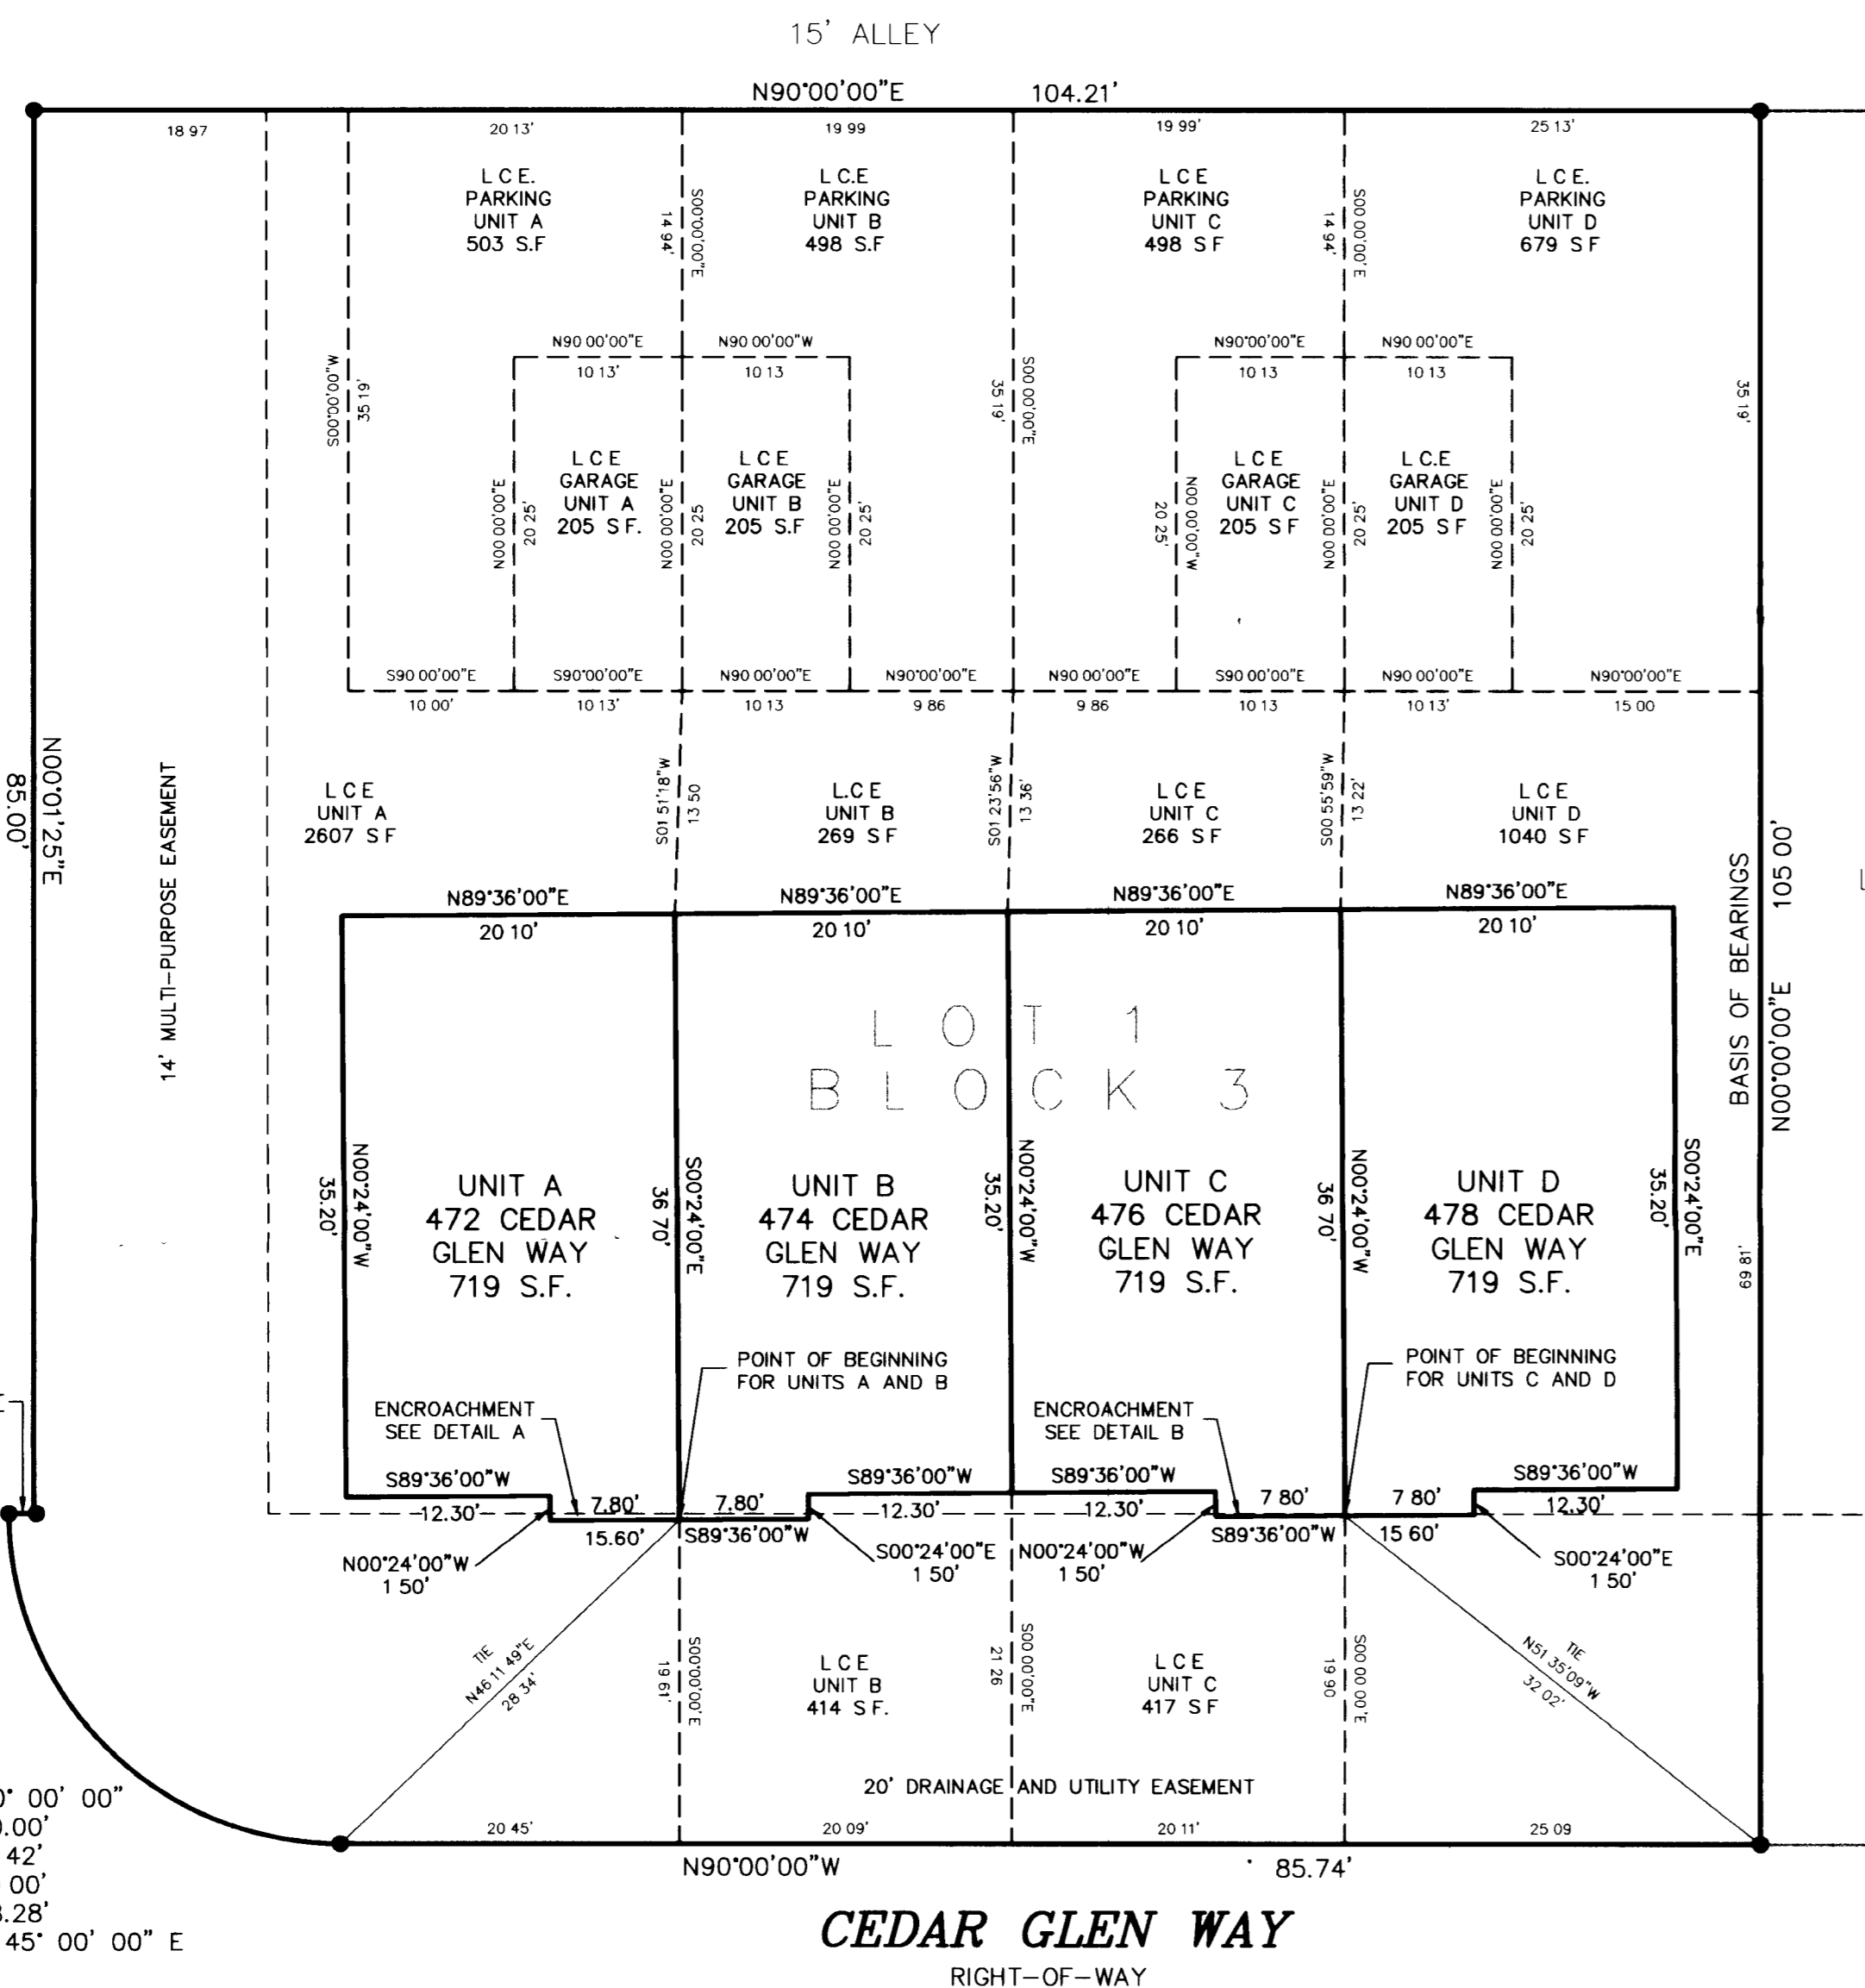 15' ALLEY
N90°00'00"E 104.21'
18 97
20 13'
19 99
19 99'
25 13'
L C E.
PARKING
UNIT A
503 S.F
S00°00'00"E
14 94'
L C.E
PARKING
UNIT B
498 S.F
L C E
PARKING
UNIT C
498 S F
S00 00'00'E
14 94'
L C E.
PARKING
UNIT D
679 S F
S00°00'00"W
35 19'
N90 00'00"E
10 13'
N90 00'00"W
10 13
S00 00'00"E
35 19'
N90°00'00"E
10 13
N90 00'00"E
10 13
35 19'
N00 00'00"E
20 25'
L C E
GARAGE
UNIT A
205 S F.
N00 00'00"E
20 25
L C E
GARAGE
UNIT B
205 S.F
N00 00'00"E
20 25'
N00 00'00"W
20 25'
L C E
GARAGE
UNIT C
205 S F
N00 00'00"E
20 25'
L C.E
GARAGE
UNIT D
205 S F
N00 00'00"E
20 25'
S90 00'00"E
10 00'
S90°00'00"E
10 13'
N90 00'00"E
10 13
N90°00'00"E
9 86
N90 00'00"E
9 86
S90 00'00"E
10 13
N90 00'00"E
10 13'
N90°00'00"E
15 00
N00°01'25"E
85.00'
14' MULTI-PURPOSE EASEMENT
L C E
UNIT A
2607 S F
S01 51'18"W
13 50
L.C E
UNIT B
269 S F
S01 23'56"W
13 36'
L C E
UNIT C
266 S F
S00 55'59"W
13 22'
L C E
UNIT D
1040 S F
BASIS OF BEARINGS
N00°00'00"E 105 00'
N89°36'00"E
20 10'
N89°36'00"E
20 10'
N89°36'00"E
20 10'
N89°36'00"E
20 10'
LOT 1
BLOCK 3
N00°24'00"W
35.20'
UNIT A
472 CEDAR
GLEN WAY
719 S.F.
S00°24'00"E
36 70'
UNIT B
474 CEDAR
GLEN WAY
719 S.F.
N00°24'00"W
35.20'
UNIT C
476 CEDAR
GLEN WAY
719 S.F.
N00°24'00"W
36 70'
UNIT D
478 CEDAR
GLEN WAY
719 S.F.
S00°24'00"E
35.20'
69 81'
POINT OF BEGINNING
FOR UNITS A AND B
POINT OF BEGINNING
FOR UNITS C AND D
ENCROACHMENT
SEE DETAIL A
ENCROACHMENT
SEE DETAIL B
S89°36'00"W
12.30'
7.80'
7.80'
S89°36'00"W
12.30'
S89°36'00"W
12.30'
7 80'
7 80'
S89°36'00"W
12.30'
15.60'
S89°36'00"W
S89°36'00"W
15 60'
N00°24'00"W
1 50'
S00°24'00"E
1 50'
N00°24'00"W
1 50'
S00°24'00"E
1 50'
TIE
N46 11 49"E
28 34'
S00°00'00'E
19 61'
L C E
UNIT B
414 S F.
S00 00'00"E
21 26
L C E
UNIT C
417 S F
S00 00 00'E
19 90
TIE
N51 35'09"W
32 02'
20' DRAINAGE AND UTILITY EASEMENT
20 45'
20 09'
20 11'
25 09
N90°00'00"W 85.74'
0° 00' 00"
.00'
42'
00'
.28'
45° 00' 00" E
CEDAR GLEN WAY
RIGHT-OF-WAY